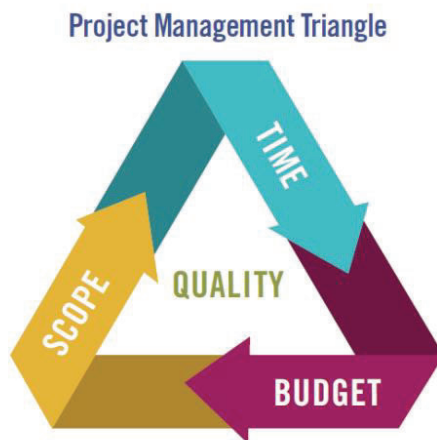 Project Management Triangle
TIME
QUALITY
SCOPE
BUDGET